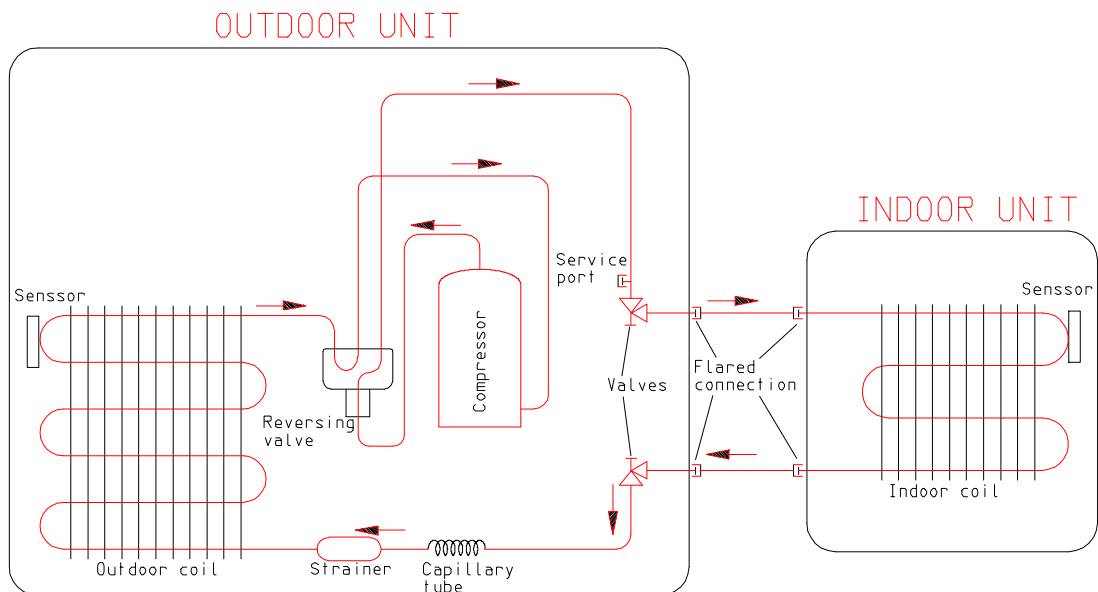 OUTDOOR UNIT
INDOOR UNIT
Service
port
Senssor
Senssor
Compressor
Valves
Flared
connection
Reversing
valve
Indoor coil
Outdoor coil
Strainer
Capillary
tube